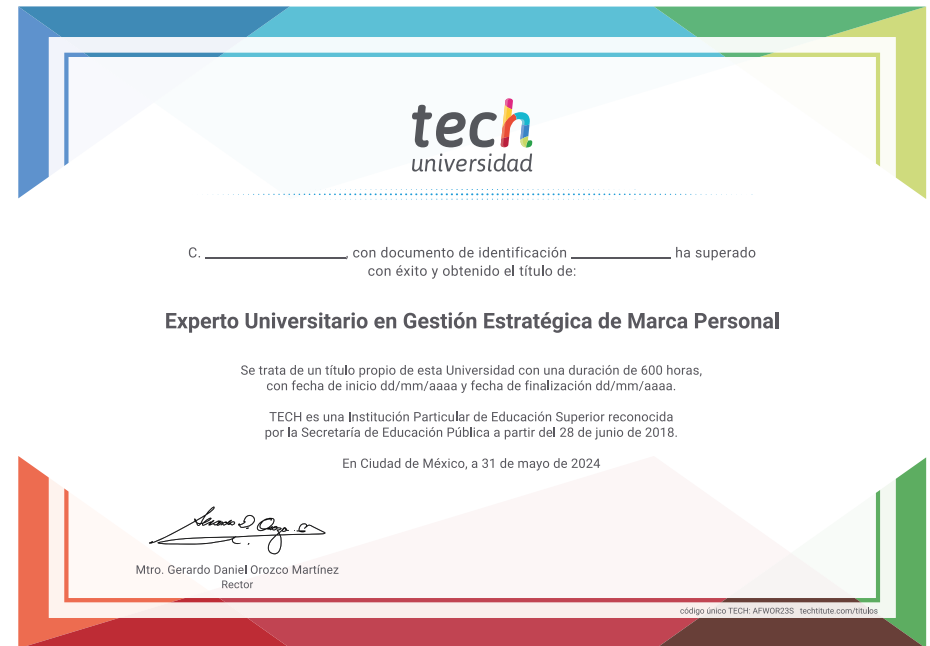 tech
universidad
C. ____________________, con documento de identificación ______________ ha superado
con éxito y obtenido el título de:
Experto Universitario en Gestión Estratégica de Marca Personal
Se trata de un título propio de esta Universidad con una duración de 600 horas,
con fecha de inicio dd/mm/aaaa y fecha de finalización dd/mm/aaaa.
TECH es una Institución Particular de Educación Superior reconocida
por la Secretaría de Educación Pública a partir del 28 de junio de 2018.
En Ciudad de México, a 31 de mayo de 2024
Mtro. Gerardo Daniel Orozco Martínez
Rector
código único TECH: AFWOR23S techtitute.com/titulos